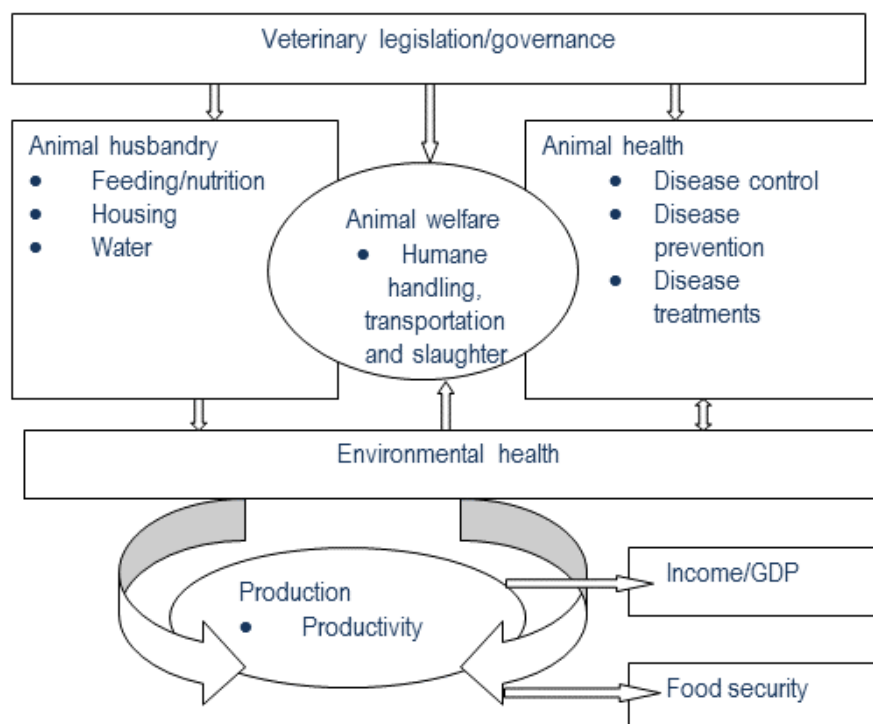 Veterinary legislation/governance
Animal husbandry
● Feeding/nutrition
● Housing
● Water
Animal welfare
● Humane
handling,
transportation
and slaughter
Animal health
● Disease control
● Disease
prevention
● Disease
treatments
Environmental health
Production
● Productivity
Income/GDP
Food security